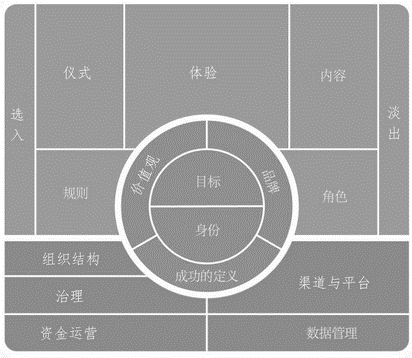 仪式
体验
内容
选入
淡出
价值观
品牌
目标
规则
角色
身份
组织结构
成功的定义
渠道与平台
治理
资金运营
数据管理